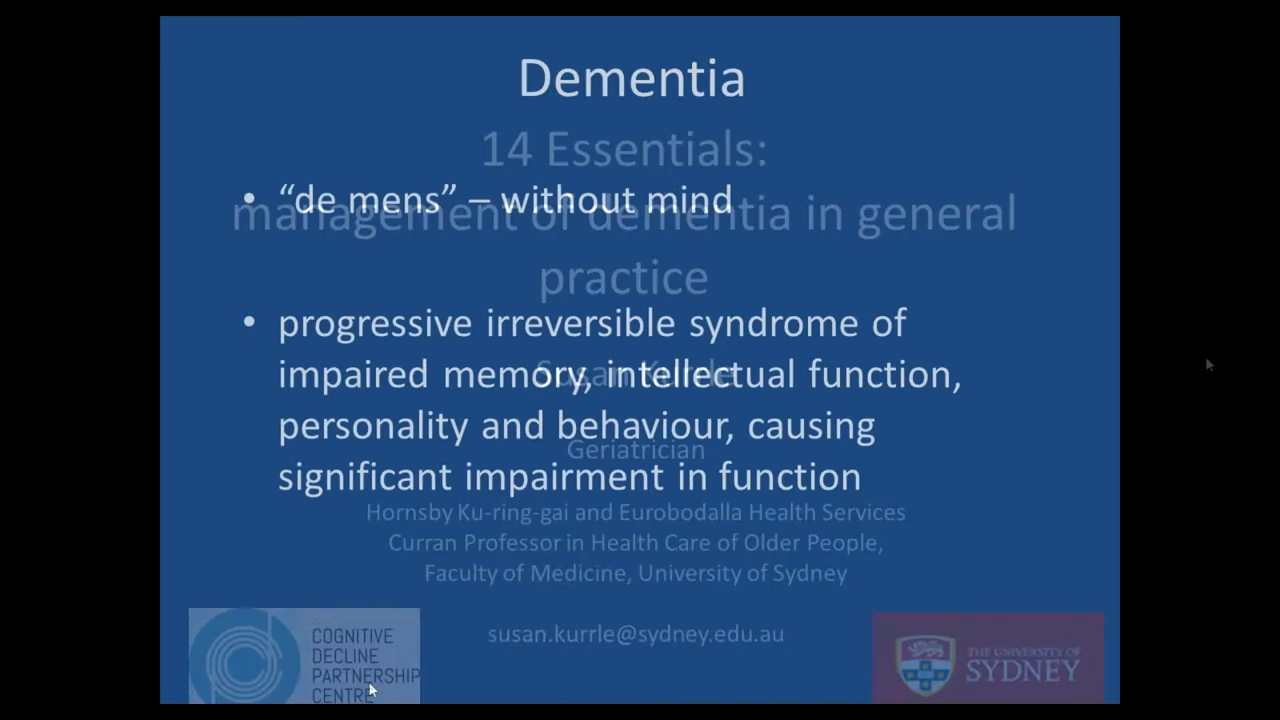 Dementia
14 Essentials:
• “de mens” – without mind
management of dementia in general
practice
• progressive irreversible syndrome of
impaired memory, intellectual function,
Susan Kurrle
personality and behaviour, causing
Geriatrician
significant impairment in function
Hornsby Ku-ring-gai and Eurobodalla Health Services
Curran Professor in Health Care of Older People,
Faculty of Medicine, University of Sydney
susan.kurrle@sydney.edu.au
COGNITIVE
DECLINE
PARTNERSHIP
CENTRE
THE UNIVERSITY OF
SYDNEY